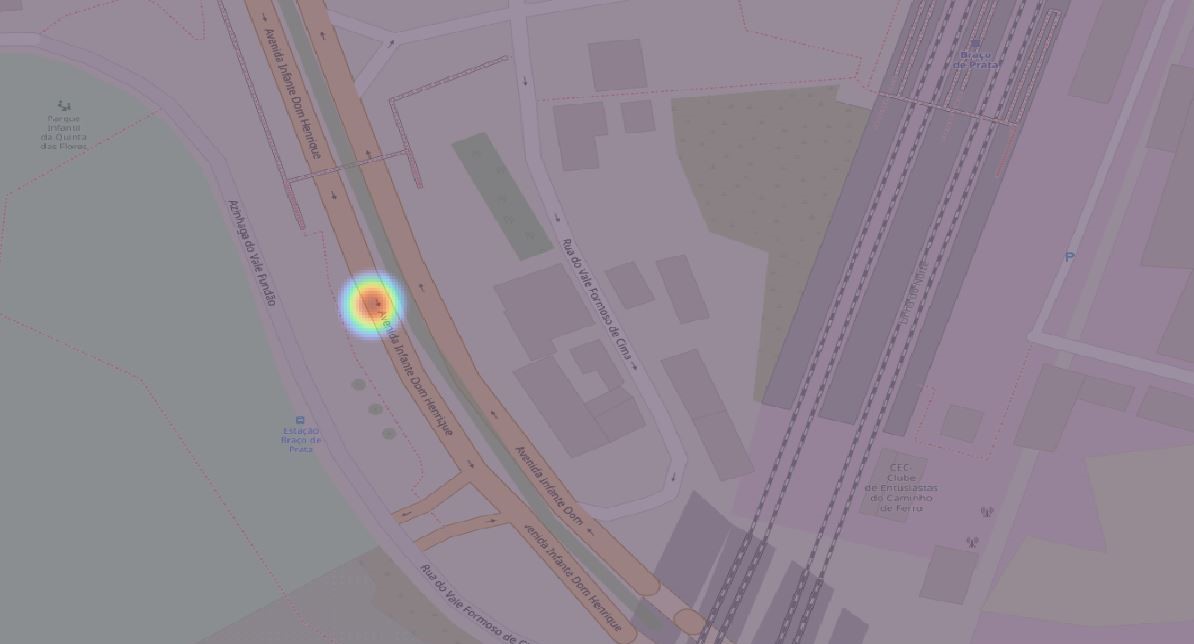 Avenida Infante Dom Henrique
Braço
de Prata
Parque
Infantil
da Quinta
das Flores
Azinhaga do Vale Fundão
Rua do Vale Formoso de Cima
Linha do Norte
P
Avenida Infante Dom Henrique
Estação
Braço de
Prata
Avenida Infante Dom
CEC-
Clube
de Entusiastas
do Caminho
de Ferro
venida Infante Dom Henrique
Rua do Vale Formoso de C